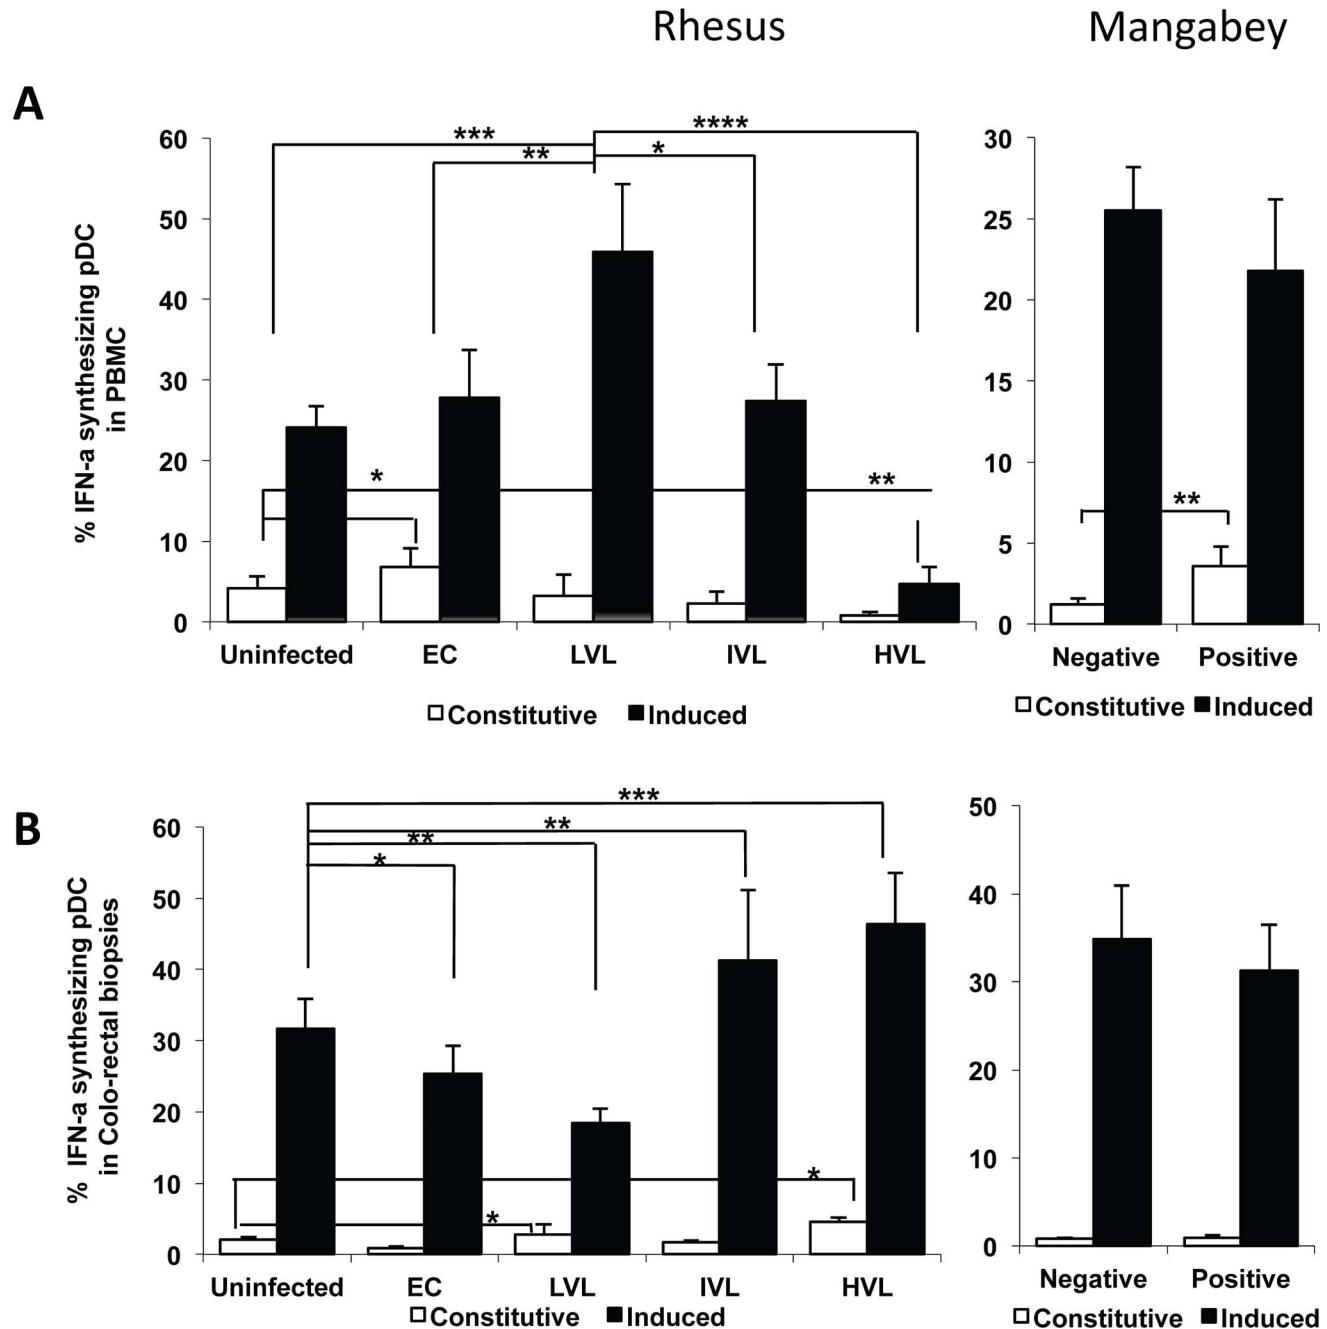 Rhesus Mangabey
A
% IFN-a synthesizing pDC
in PBMC
60
50
40
30
20
10
0
***
**
****
*
*
**
Uninfected EC LVL IVL HVL
Constitutive Induced
30
25
20
15
10
5
0
**
Negative Positive
Constitutive Induced
B
% IFN-a synthesizing pDC
in Colo-rectal biopsies
60
50
40
30
20
10
0
***
**
**
*
*
*
Uninfected EC LVL IVL HVL
Constitutive Induced
50
40
30
20
10
0
Negative Positive
Constitutive Induced